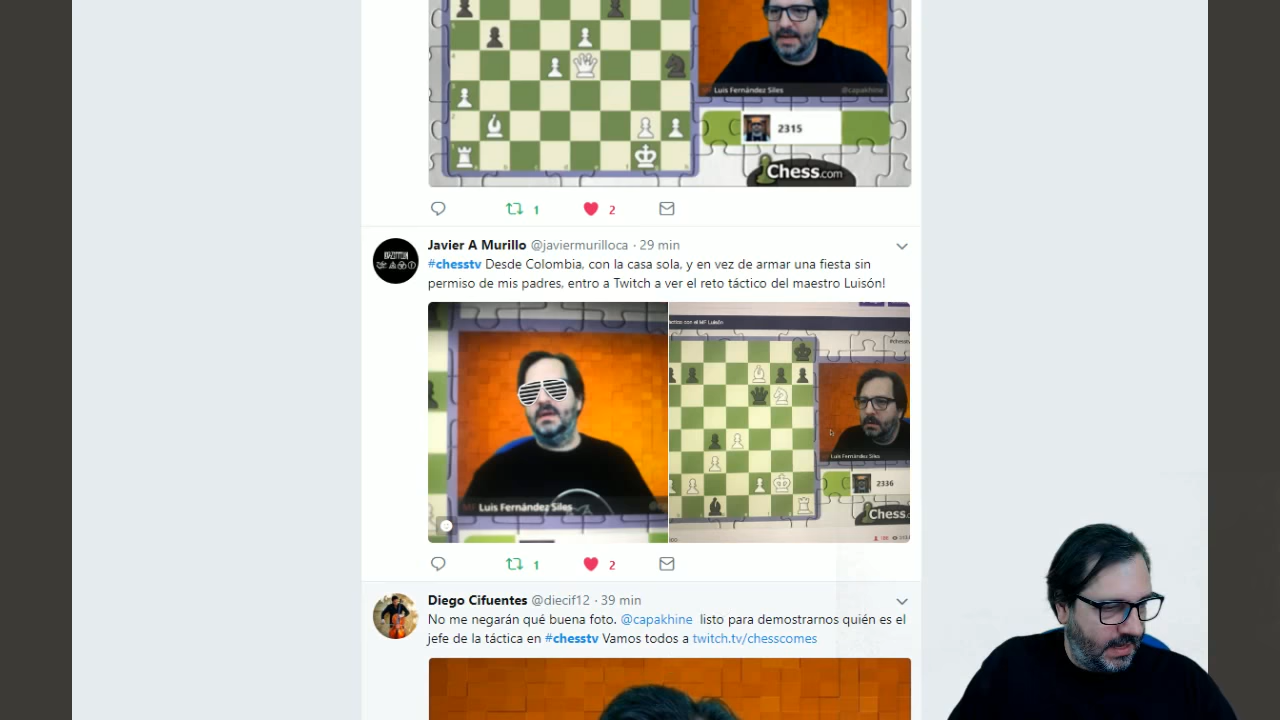 Luis Fernández Siles @capakhine
2315
Chess.com
1 2
Javier A Murillo @javiermurilloca · 29 min
#chesstv Desde Colombia, con la casa sola, y en vez de armar una fiesta sin
permiso de mis padres, entro a Twitch a ver el reto táctico del maestro Luisón!
MF Luis Fernández Siles
Luis Fernández Siles
2336
Chess.c
1 2
Diego Cifuentes @diecif12 · 39 min
No me negarán qué buena foto. @capakhine listo para demostrarnos quién es el
jefe de la táctica en #chesstv Vamos todos a twitch.tv/chesscomes